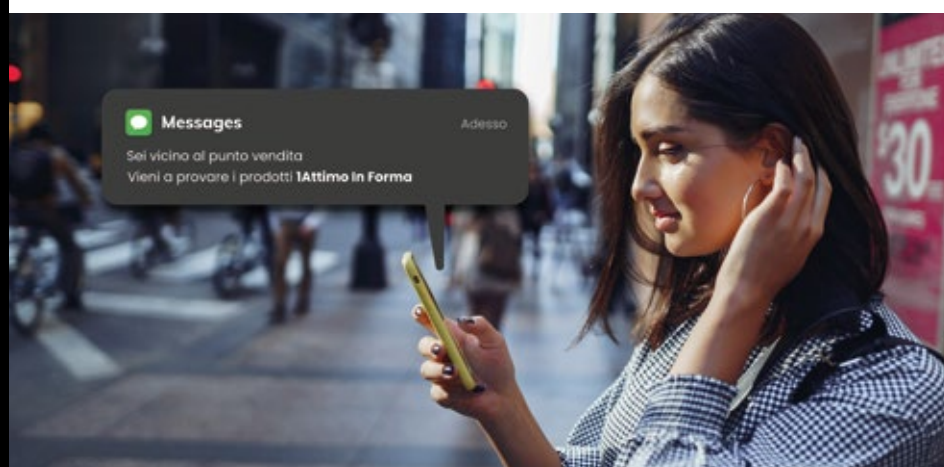 Messages
Adesso
Sei vicino al punto vendita
Vieni a provare i prodotti 1Attimo In Forma
$30